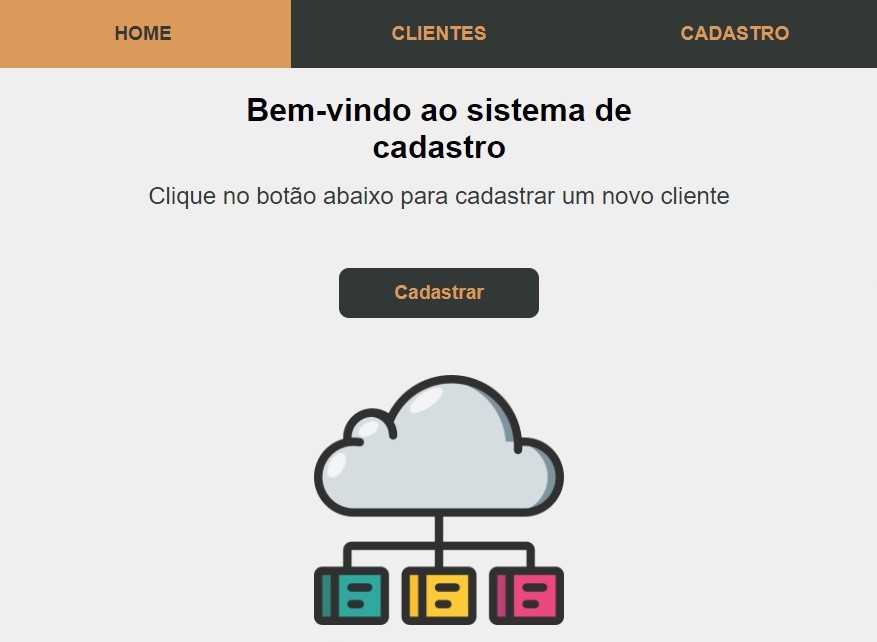 HOME CLIENTES CADASTRO
Bem-vindo ao sistema de
cadastro
Clique no botão abaixo para cadastrar um novo cliente
Cadastrar